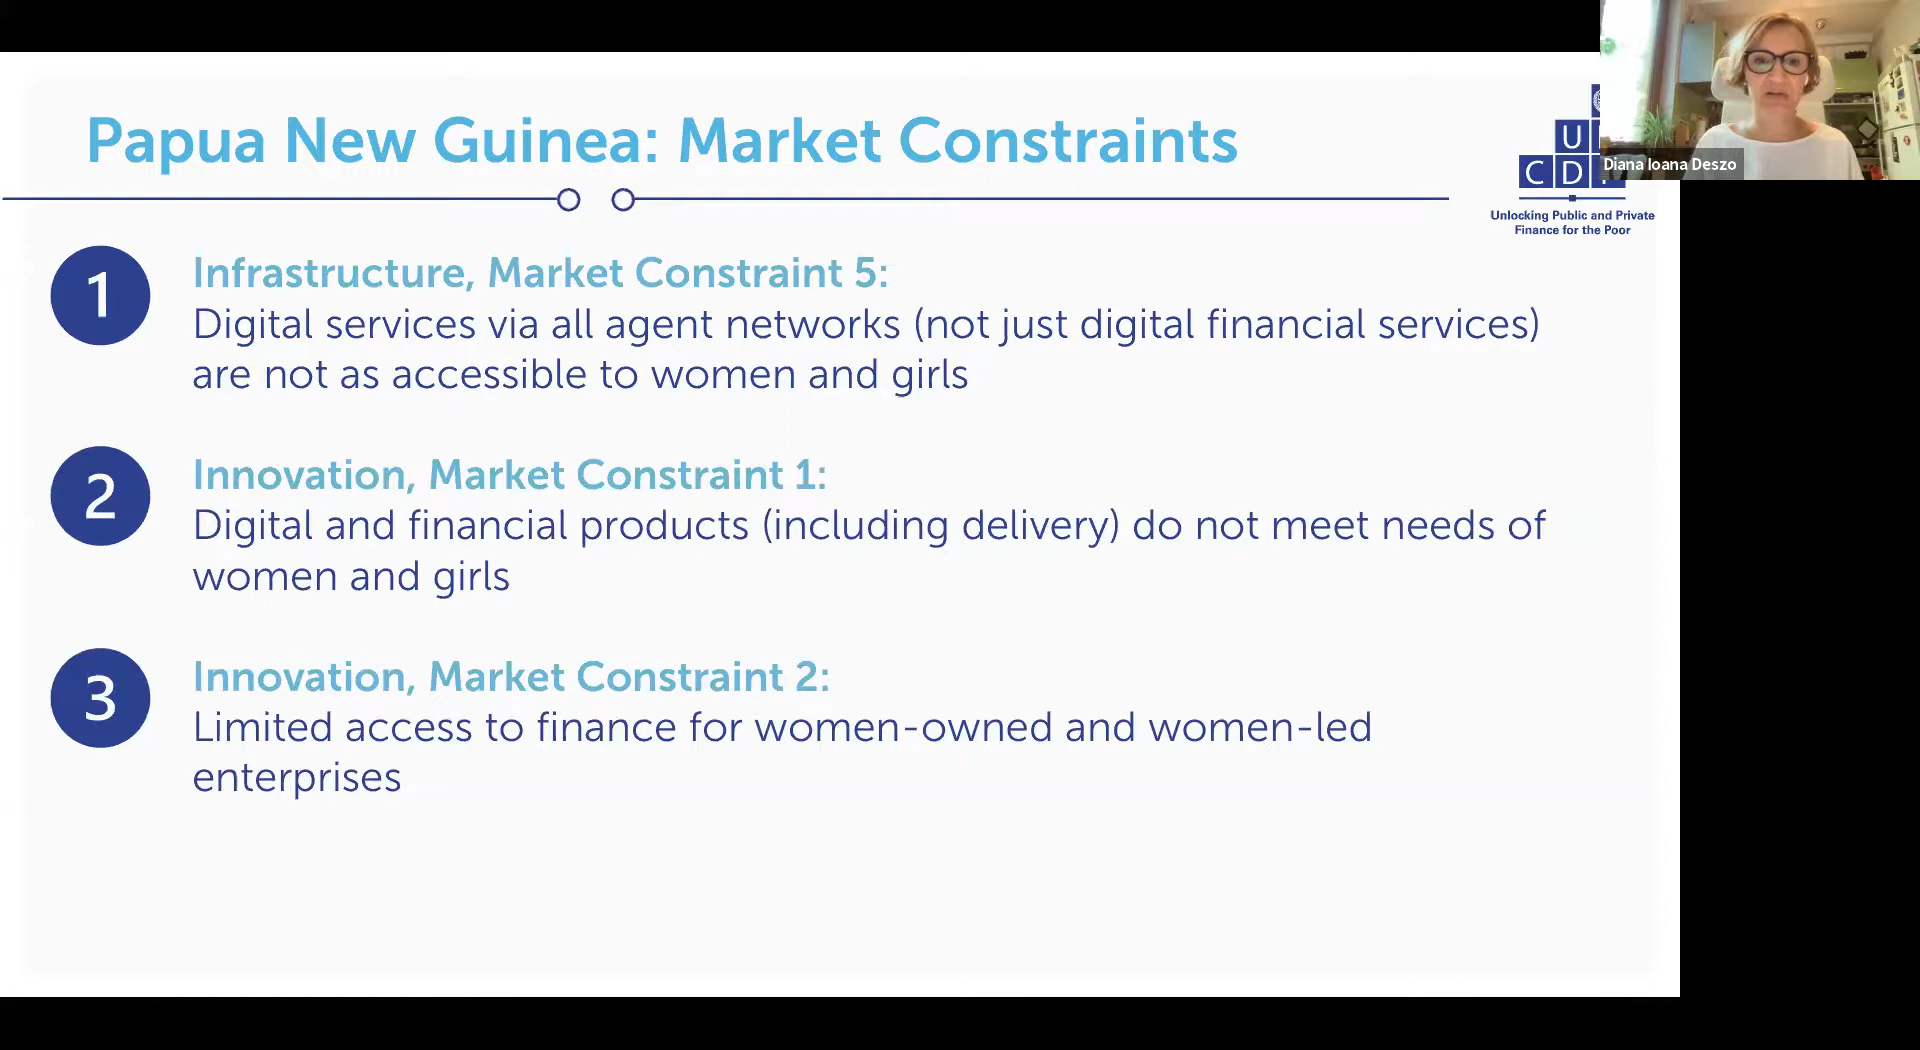 Papua New Guinea: Market Constraints
Diana Ioana Deszo
U
C D
Unlocking Public and Private
Finance for the Poor
1
Infrastructure, Market Constraint 5:
Digital services via all agent networks (not just digital financial services)
are not as accessible to women and girls
2
Innovation, Market Constraint 1:
Digital and financial products (including delivery) do not meet needs of
women and girls
3
Innovation, Market Constraint 2:
Limited access to finance for women-owned and women-led
enterprises